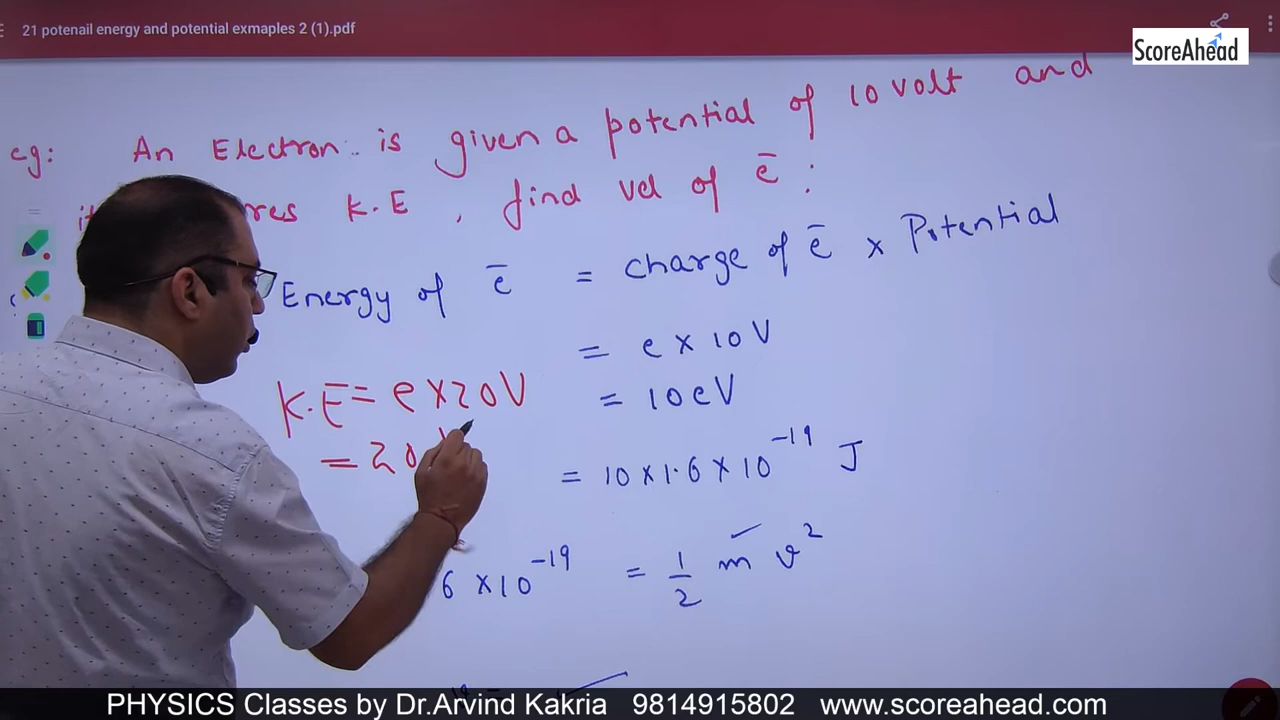 21 potenail energy and potential exmaples 2 (1).pdf
ScoreAhead
eg: An Electron is given a potential of 10 volt and
res K.E , find vel of e̅ :
Energy of e̅ = charge of e̅ × Potential
= e × 10 V
K.E = e × 20 V
= 10 eV
= 20
= 10 × 1.6 × 10⁻¹⁹ J
6 × 10⁻¹⁹ = 1/2 m v²
PHYSICS Classes by Dr.Arvind Kakria 9814915802 www.scoreahead.com